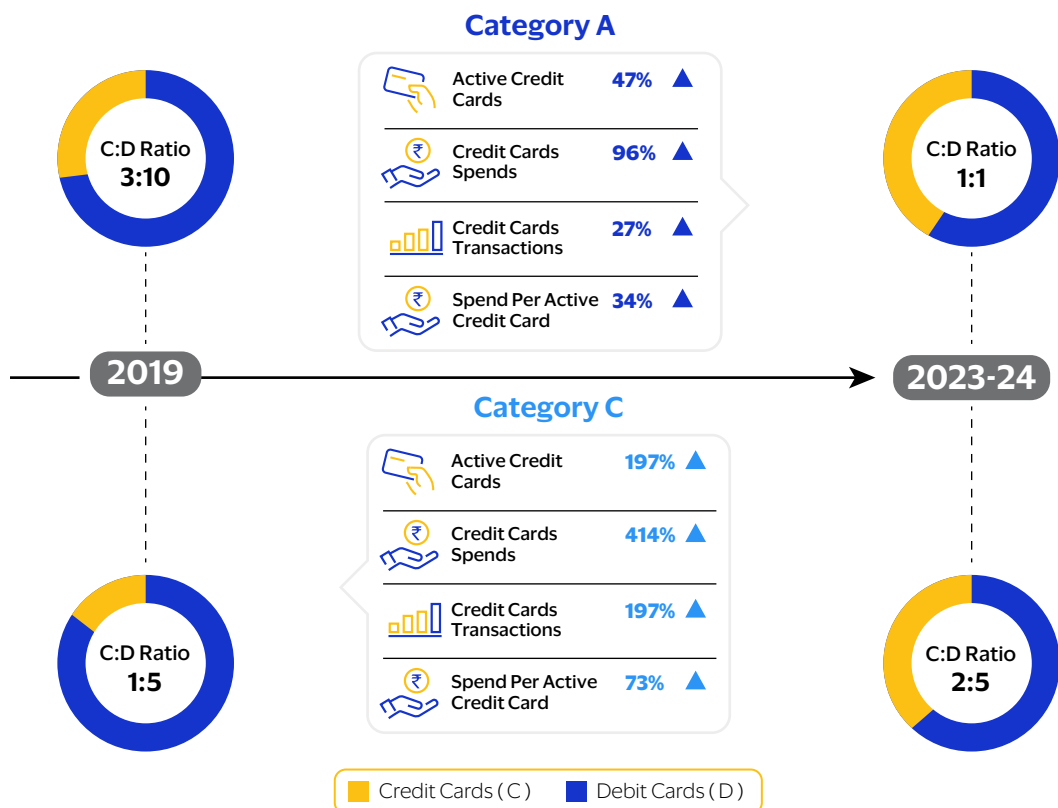 Category A
C:D Ratio
3:10
Active Credit
Cards
47%
₹
Credit Cards
Spends
96%
Credit Cards
Transactions
27%
₹
Spend Per Active
Credit Card
34%
C:D Ratio
1:1
2019
2023-24
Category C
Active Credit
Cards
197%
₹
Credit Cards
Spends
414%
Credit Cards
Transactions
197%
₹
Spend Per Active
Credit Card
73%
C:D Ratio
1:5
C:D Ratio
2:5
Credit Cards ( C )
Debit Cards ( D )